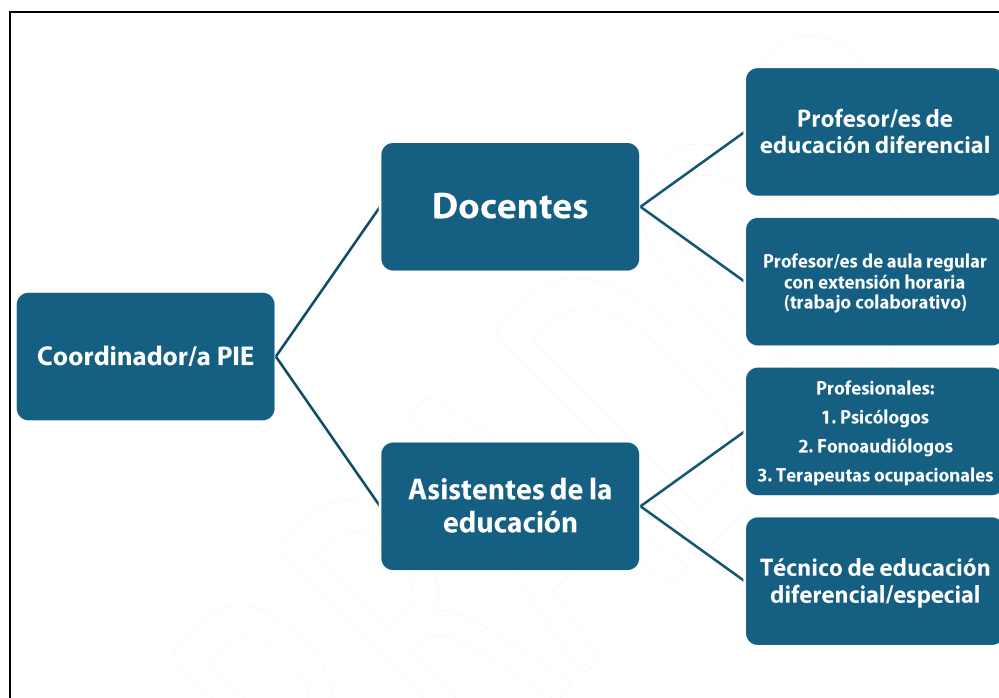 Coordinador/a PIE
Docentes
Profesor/es de
educación diferencial
Profesor/es de aula regular
con extensión horaria
(trabajo colaborativo)
Asistentes de la
educación
Profesionales:
1. Psicólogos
2. Fonoaudiólogos
3. Terapeutas ocupacionales
Técnico de educación
diferencial/especial